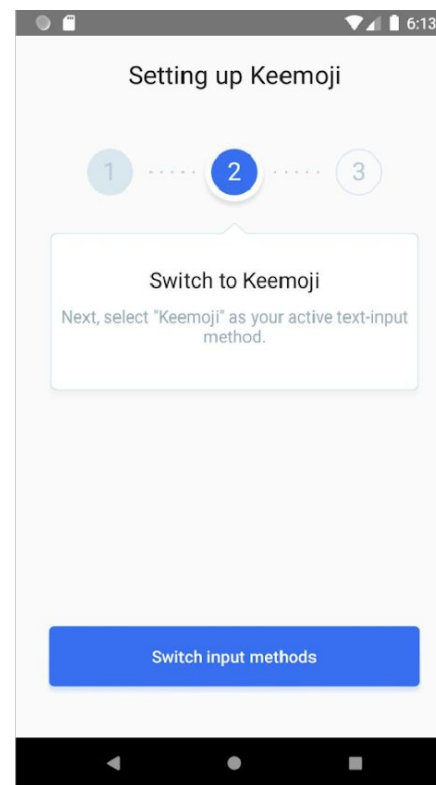 6:13
Setting up Keemoji
1 ..... 2 ..... 3
Switch to Keemoji
Next, select "Keemoji" as your active text-input
method.
Switch input methods